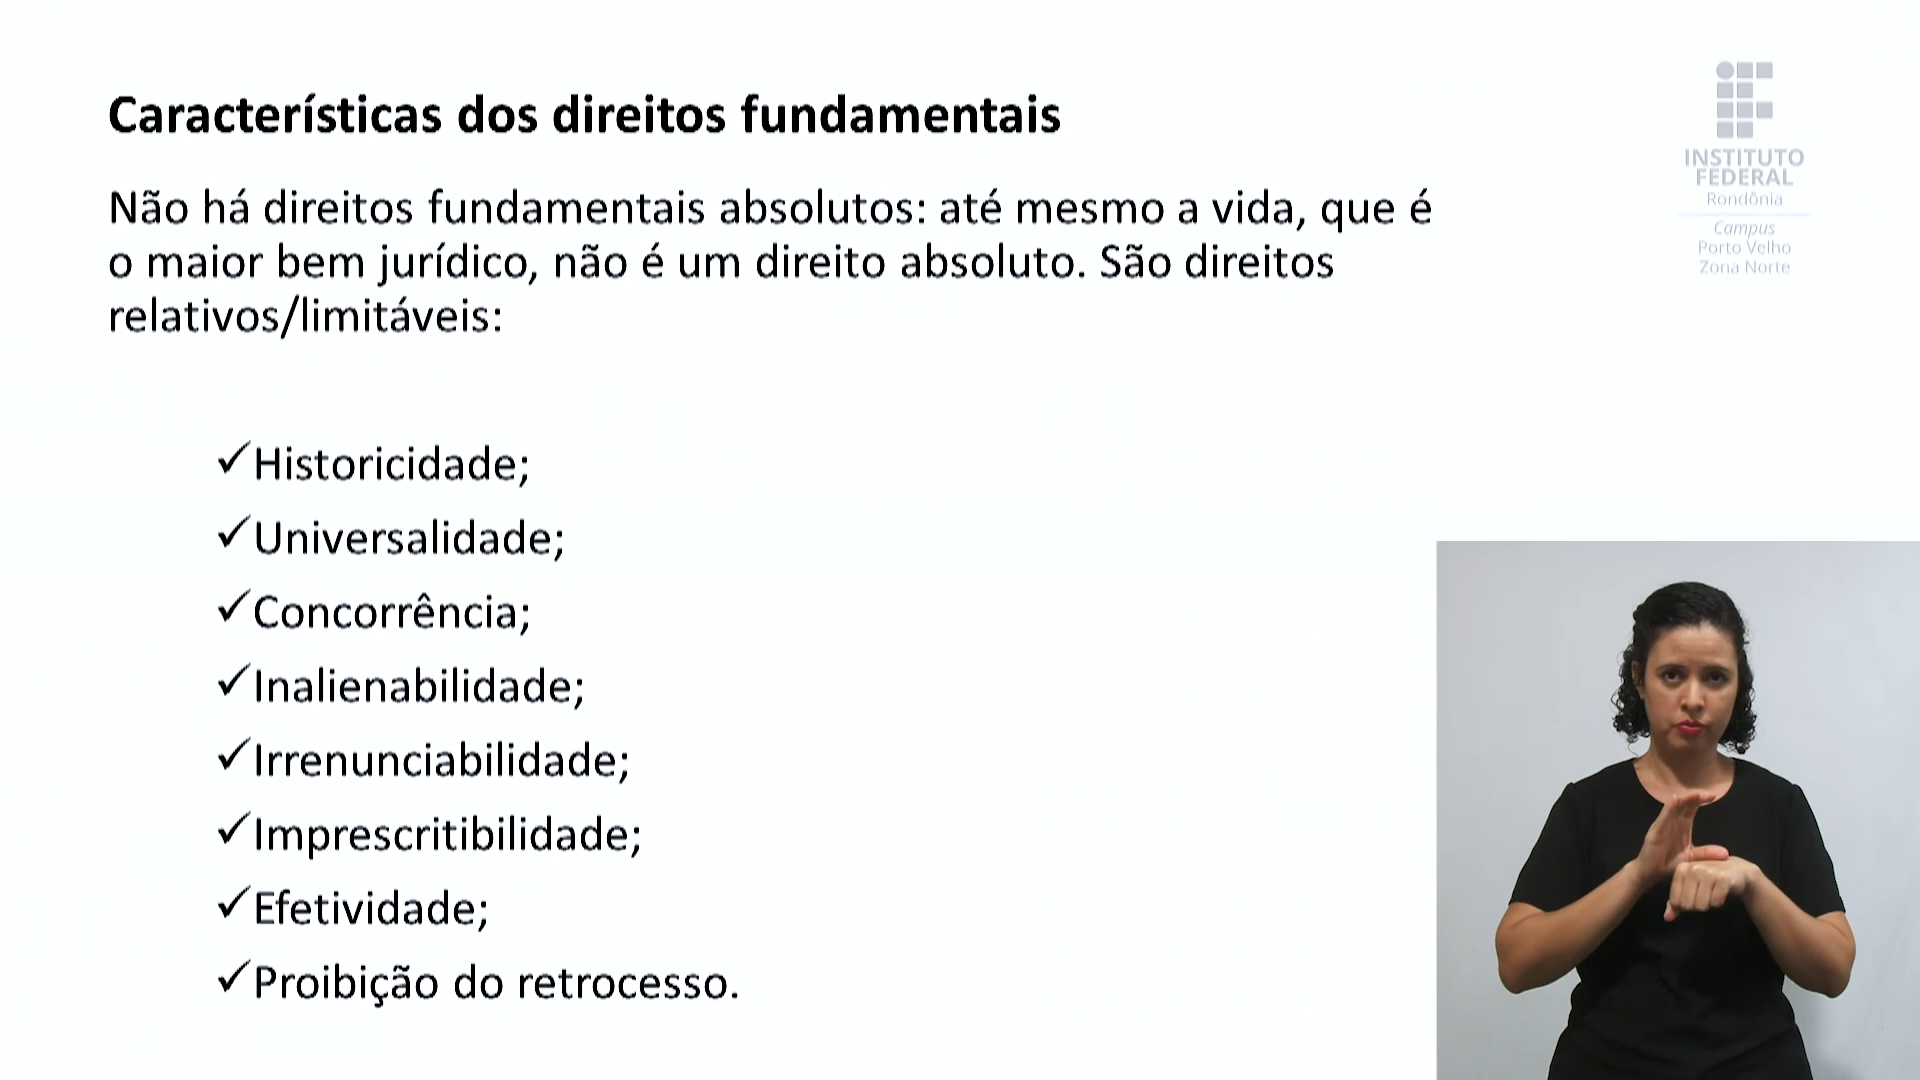 Características dos direitos fundamentais
Não há direitos fundamentais absolutos: até mesmo a vida, que é
o maior bem jurídico, não é um direito absoluto. São direitos
relativos/limitáveis:
✓Historicidade;
✓Universalidade;
✓Concorrência;
✓Inalienabilidade;
✓Irrenunciabilidade;
✓Imprescritibilidade;
✓Efetividade;
✓Proibição do retrocesso.
INSTITUTO
FEDERAL
Rondônia
Campus
Porto Velho
Zona Norte